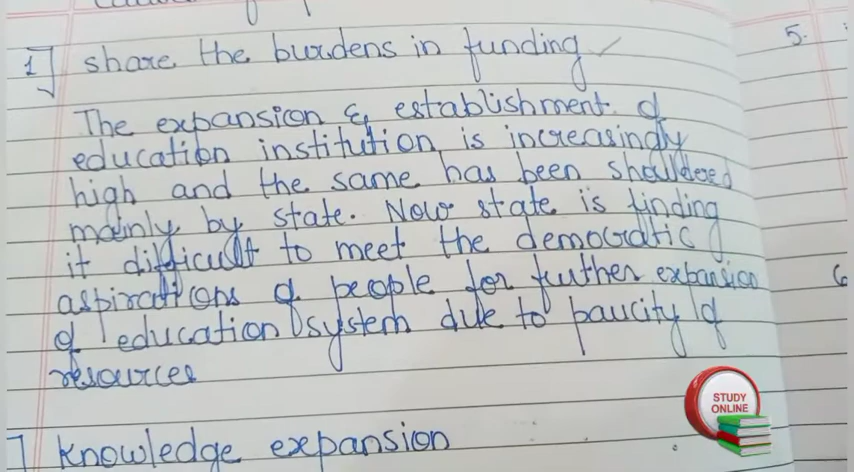 1] share the burdens in funding
5.
The expansion & establishment of
education institution is increasingly
high and the same has been shouldered
mainly by state. Now state is finding
it difficult to meet the democratic
aspirations of people for futher expansion
6
of education system due to paucity of
resources
] Knowledge expansion
STUDY
ONLINE